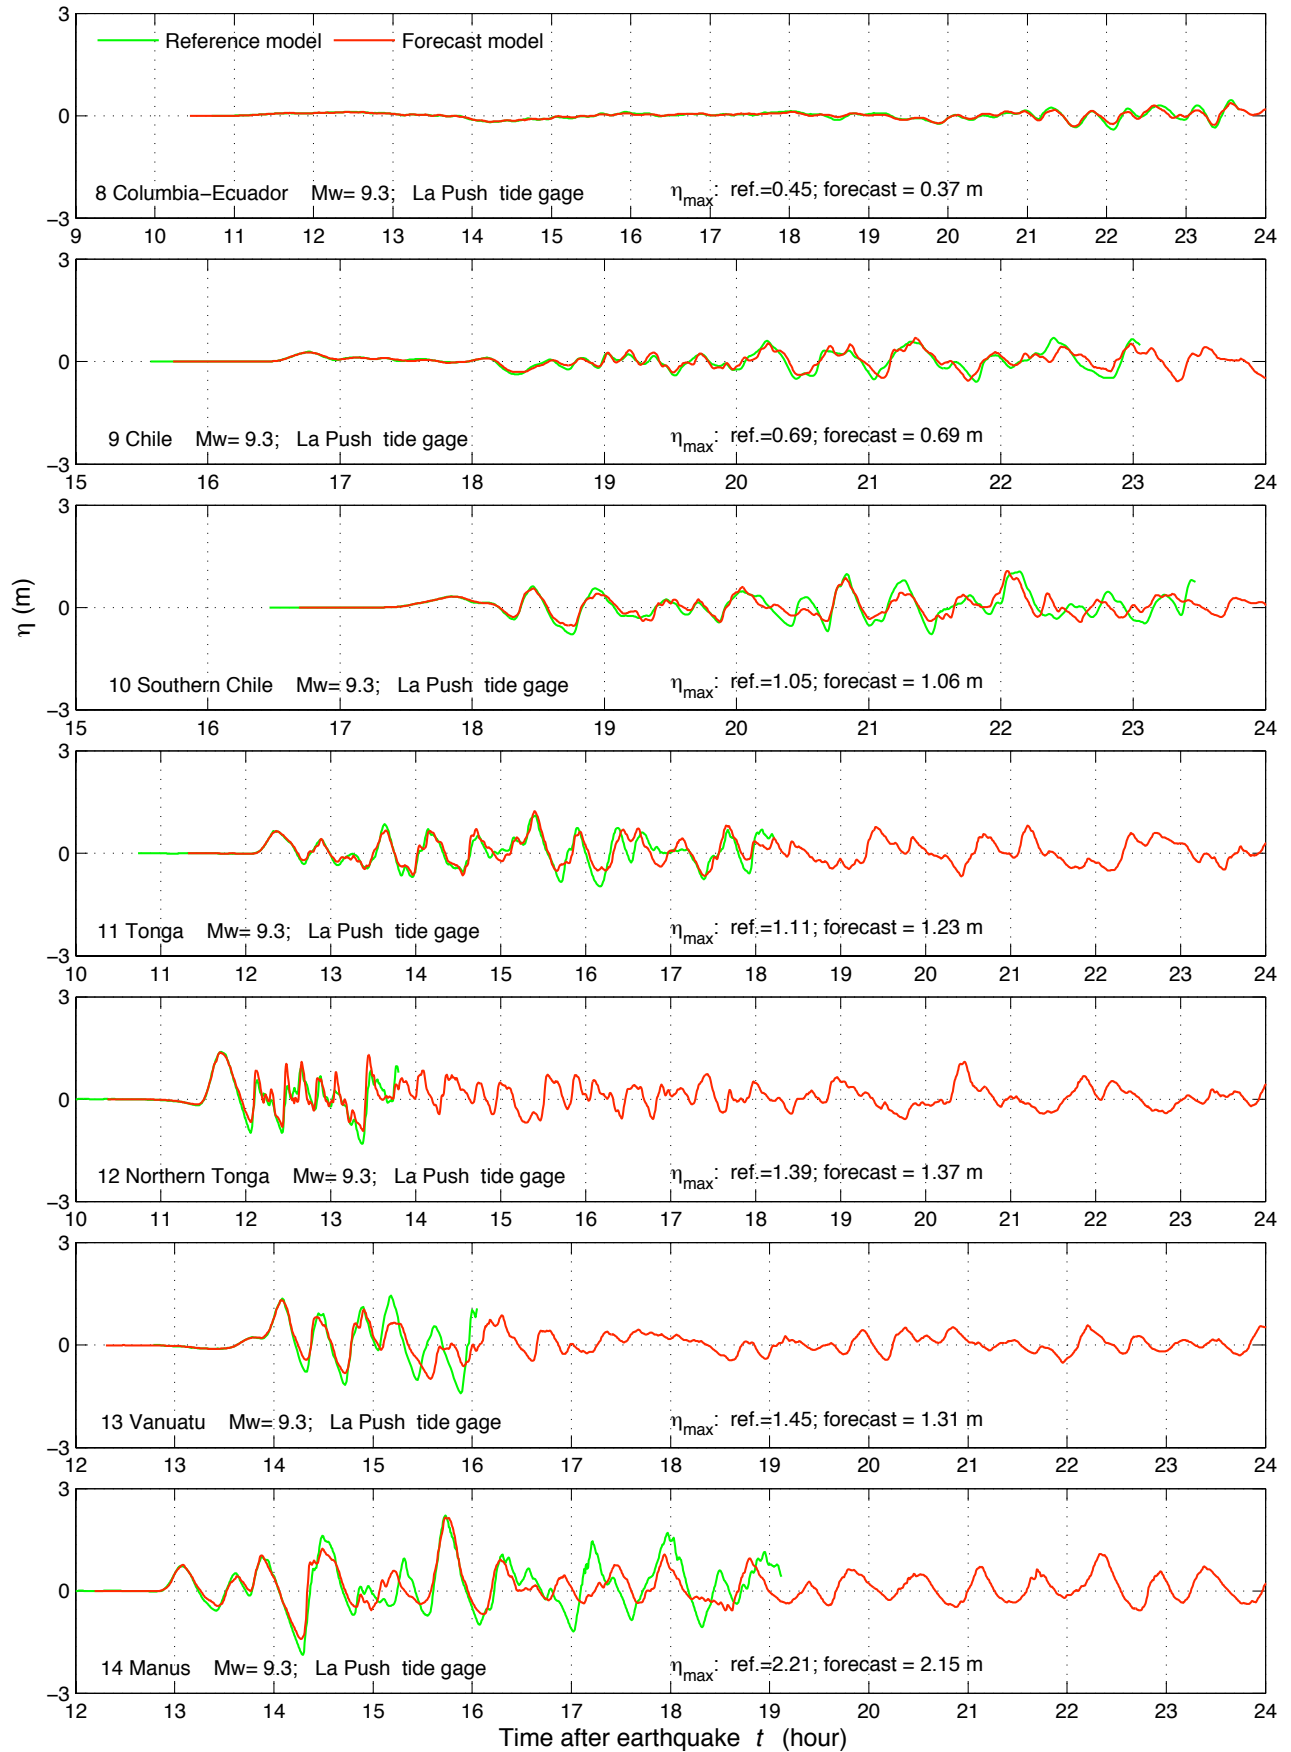 3
Reference model Forecast model
0
8 Columbia−Ecuador Mw= 9.3; La Push tide gage ηmax: ref.=0.45; forecast = 0.37 m
−3
9 10 11 12 13 14 15 16 17 18 19 20 21 22 23 24
3
0
9 Chile Mw= 9.3; La Push tide gage ηmax: ref.=0.69; forecast = 0.69 m
−3
15 16 17 18 19 20 21 22 23 24
3
0
10 Southern Chile Mw= 9.3; La Push tide gage ηmax: ref.=1.05; forecast = 1.06 m
−3
15 16 17 18 19 20 21 22 23 24
η (m)
3
0
11 Tonga Mw= 9.3; La Push tide gage ηmax: ref.=1.11; forecast = 1.23 m
−3
10 11 12 13 14 15 16 17 18 19 20 21 22 23 24
3
0
12 Northern Tonga Mw= 9.3; La Push tide gage ηmax: ref.=1.39; forecast = 1.37 m
−3
10 11 12 13 14 15 16 17 18 19 20 21 22 23 24
3
0
13 Vanuatu Mw= 9.3; La Push tide gage ηmax: ref.=1.45; forecast = 1.31 m
−3
12 13 14 15 16 17 18 19 20 21 22 23 24
3
0
14 Manus Mw= 9.3; La Push tide gage ηmax: ref.=2.21; forecast = 2.15 m
−3
12 13 14 15 16 17 18 19 20 21 22 23 24
Time after earthquake t (hour)